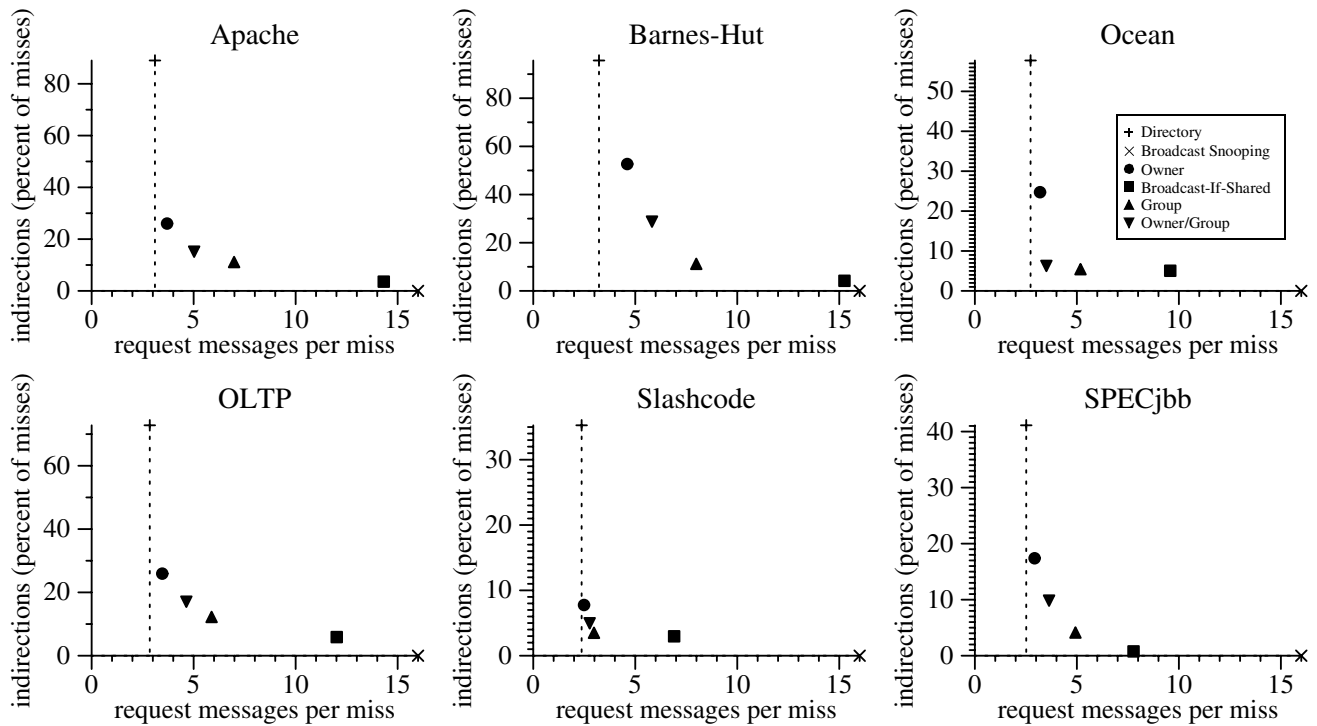 Apache
indirections (percent of misses)
80
60
40
20
0
0 5 10 15
request messages per miss
Barnes-Hut
indirections (percent of misses)
80
60
40
20
0
0 5 10 15
request messages per miss
Ocean
indirections (percent of misses)
50
40
30
20
10
0
0 5 10 15
request messages per miss
Directory
Broadcast Snooping
Owner
Broadcast-If-Shared
Group
Owner/Group
OLTP
indirections (percent of misses)
60
40
20
0
0 5 10 15
request messages per miss
Slashcode
indirections (percent of misses)
30
20
10
0
0 5 10 15
request messages per miss
SPECjbb
indirections (percent of misses)
40
30
20
10
0
0 5 10 15
request messages per miss